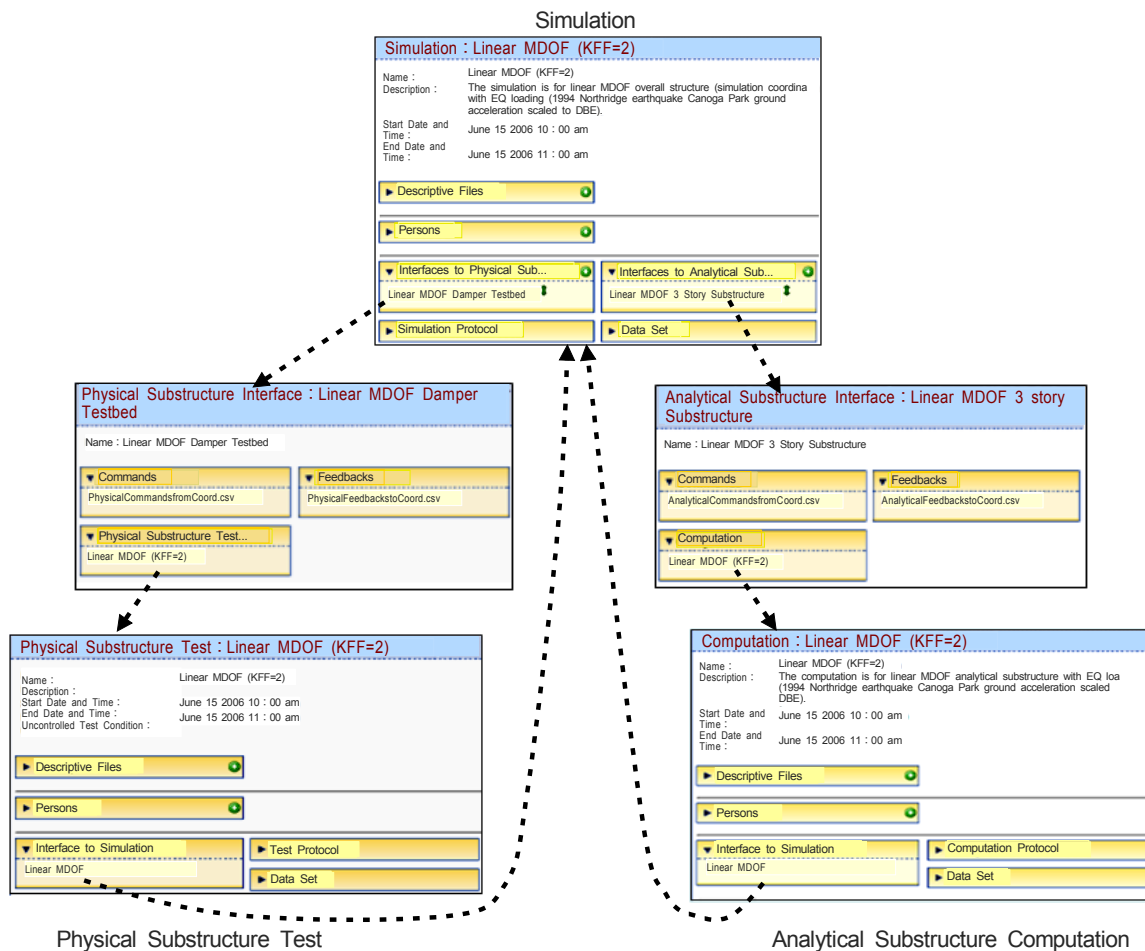 Simulation
Simulation : Linear MDOF (KFF=2)
Name :
Linear MDOF (KFF=2)
Description :
The simulation is for linear MDOF overall structure (simulation coordina
with EQ loading (1994 Northridge earthquake Canoga Park ground
acceleration scaled to DBE).
Start Date and
Time :
June 15 2006 10 : 00 am
End Date and
Time :
June 15 2006 11 : 00 am
Descriptive Files
Persons
Interfaces to Physical Sub...
Linear MDOF Damper Testbed
Interfaces to Analytical Sub...
Linear MDOF 3 Story Substructure
Simulation Protocol
Data Set
Physical Substructure Interface : Linear MDOF Damper
Testbed
Name : Linear MDOF Damper Testbed
Commands
PhysicalCommandsfromCoord.csv
Feedbacks
PhysicalFeedbackstoCoord.csv
Physical Substructure Test...
Linear MDOF (KFF=2)
Analytical Substructure Interface : Linear MDOF 3 story
Substructure
Name : Linear MDOF 3 Story Substructure
Commands
AnalyticalCommandsfromCoord.csv
Feedbacks
AnalyticalFeedbackstoCoord.csv
Computation
Linear MDOF (KFF=2)
Physical Substructure Test : Linear MDOF (KFF=2)
Name :
Linear MDOF (KFF=2)
Description :
Start Date and Time :
June 15 2006 10 : 00 am
End Date and Time :
June 15 2006 11 : 00 am
Uncontrolled Test Condition :
Descriptive Files
Persons
Interface to Simulation
Linear MDOF
Test Protocol
Data Set
Physical Substructure Test
Computation : Linear MDOF (KFF=2)
Name :
Linear MDOF (KFF=2)
Description :
The computation is for linear MDOF analytical substructure with EQ loa
(1994 Northridge earthquake Canoga Park ground acceleration scaled
DBE).
Start Date and
Time :
June 15 2006 10 : 00 am
End Date and
Time :
June 15 2006 11 : 00 am
Descriptive Files
Persons
Interface to Simulation
Linear MDOF
Computation Protocol
Data Set
Analytical Substructure Computation